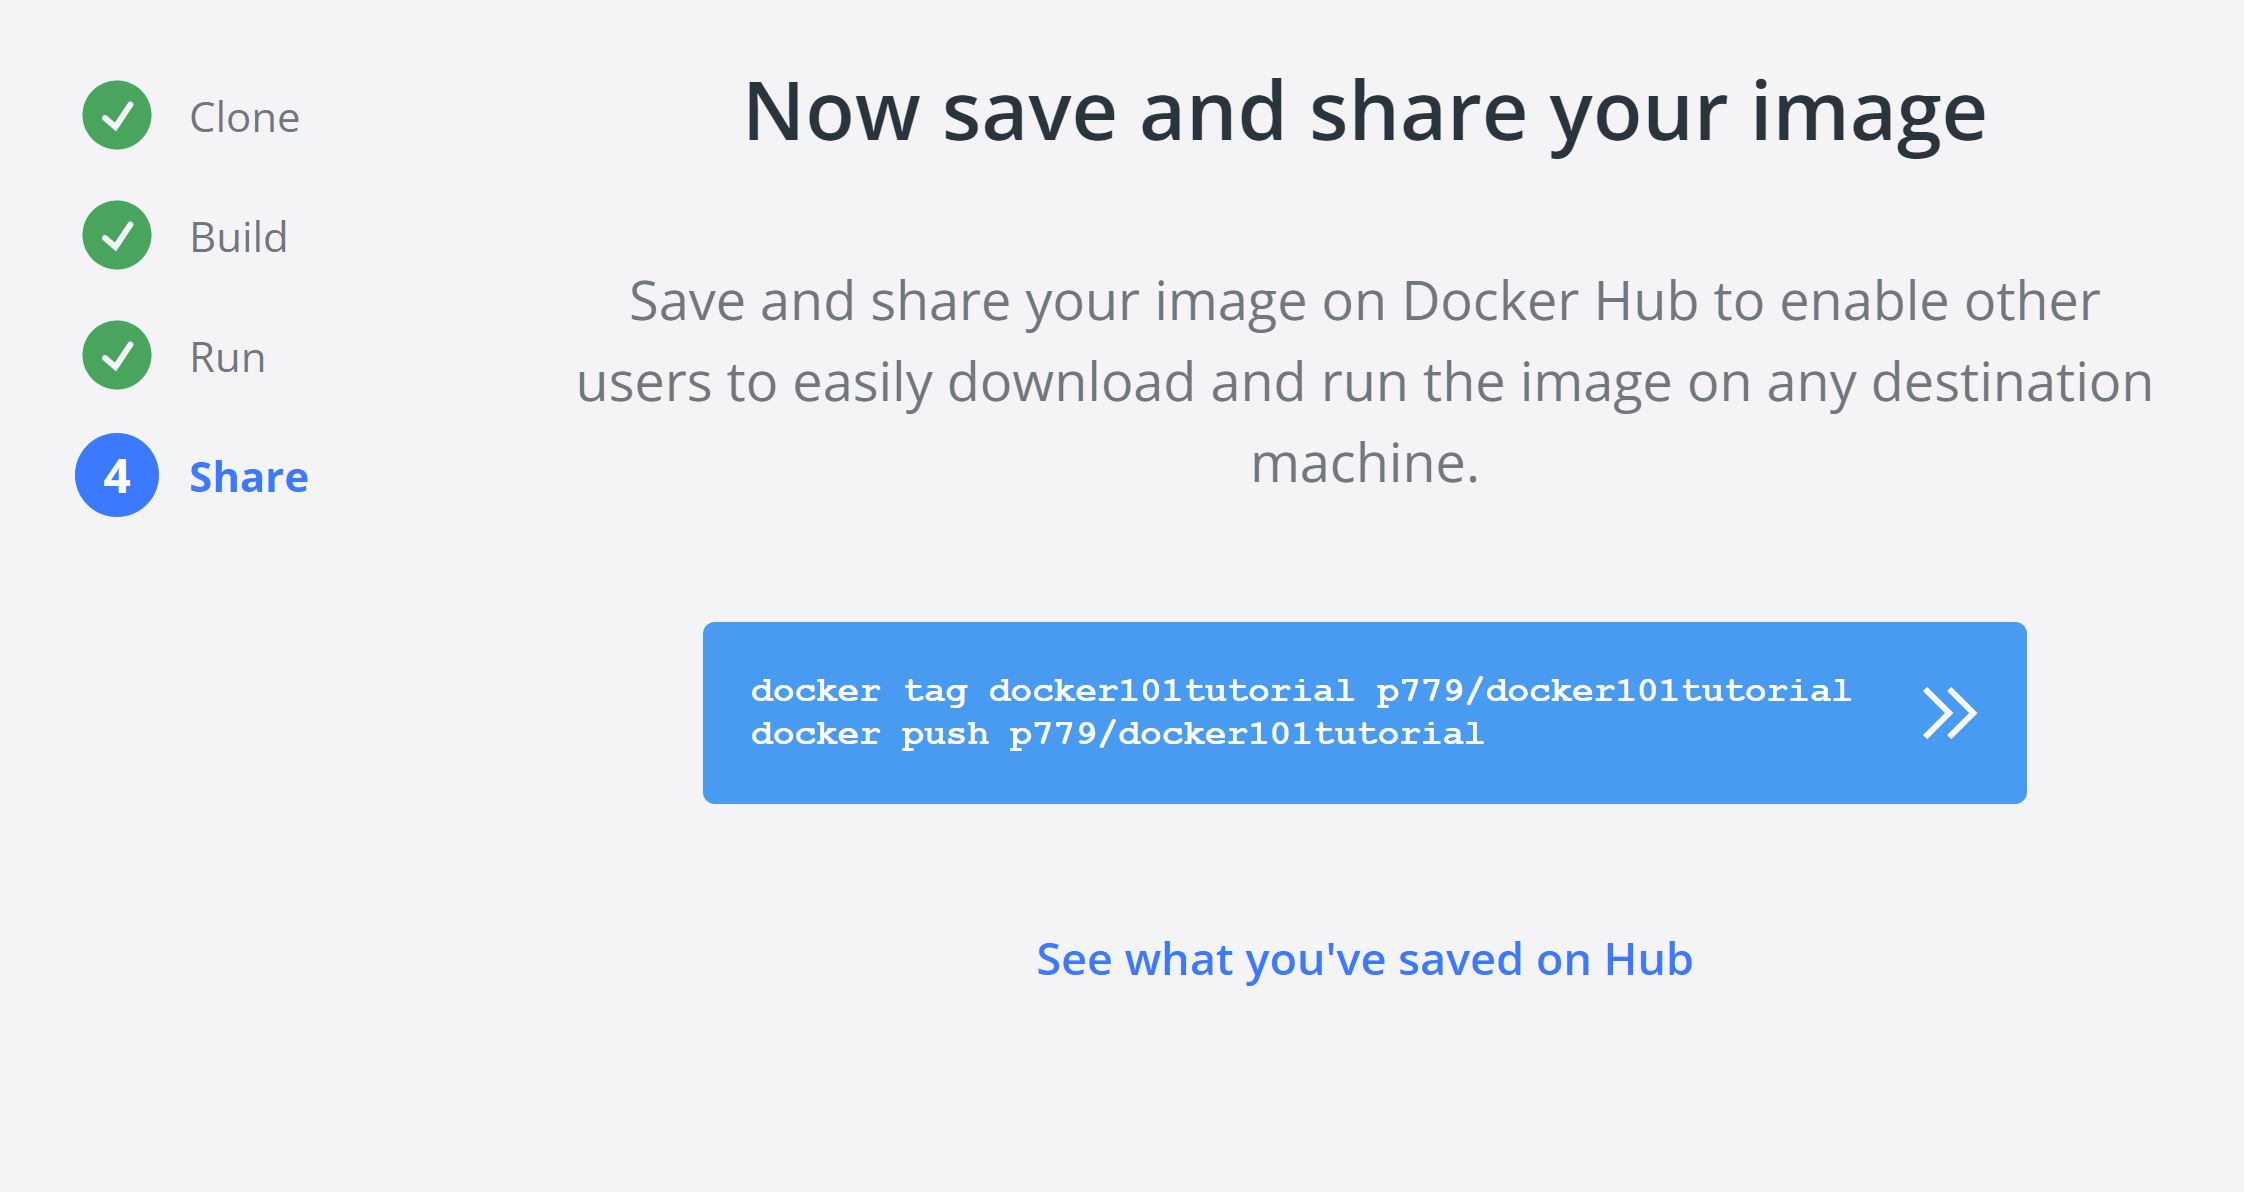 Clone
Build
Run
4 Share
Now save and share your image
Save and share your image on Docker Hub to enable other
users to easily download and run the image on any destination
machine.
docker tag docker101tutorial p779/docker101tutorial
docker push p779/docker101tutorial
See what you've saved on Hub